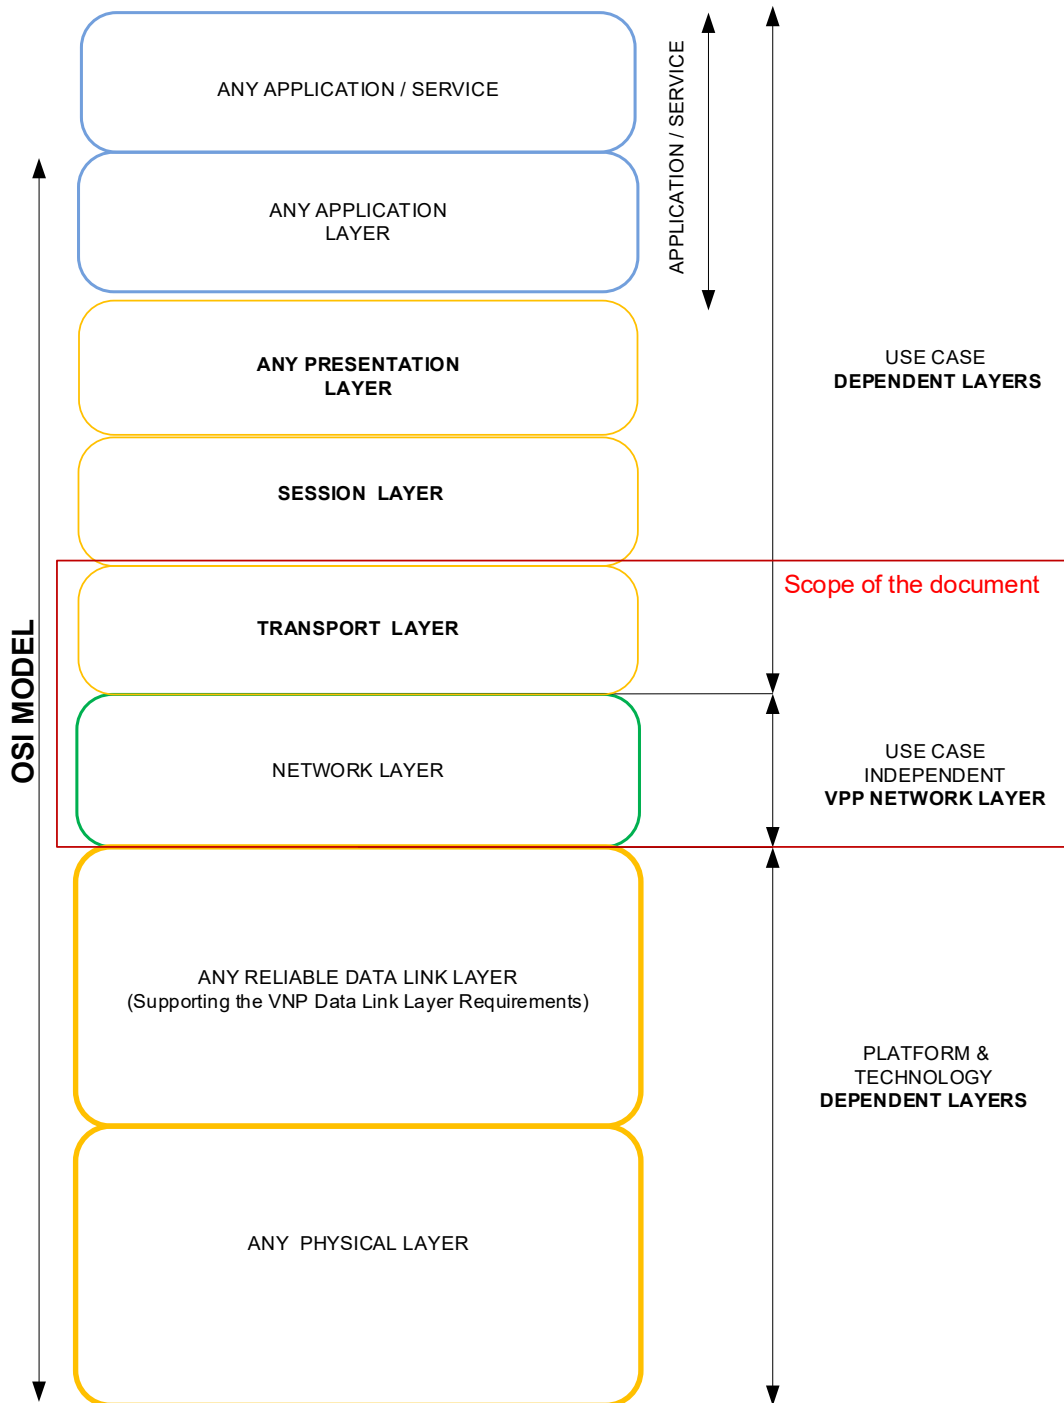 ANY APPLICATION / SERVICE
APPLICATION / SERVICE
ANY APPLICATION
LAYER
ANY PRESENTATION
LAYER
USE CASE
DEPENDENT LAYERS
SESSION LAYER
Scope of the document
TRANSPORT LAYER
OSI MODEL
NETWORK LAYER
USE CASE
INDEPENDENT
VPP NETWORK LAYER
ANY RELIABLE DATA LINK LAYER
(Supporting the VNP Data Link Layer Requirements)
PLATFORM &
TECHNOLOGY
DEPENDENT LAYERS
ANY PHYSICAL LAYER